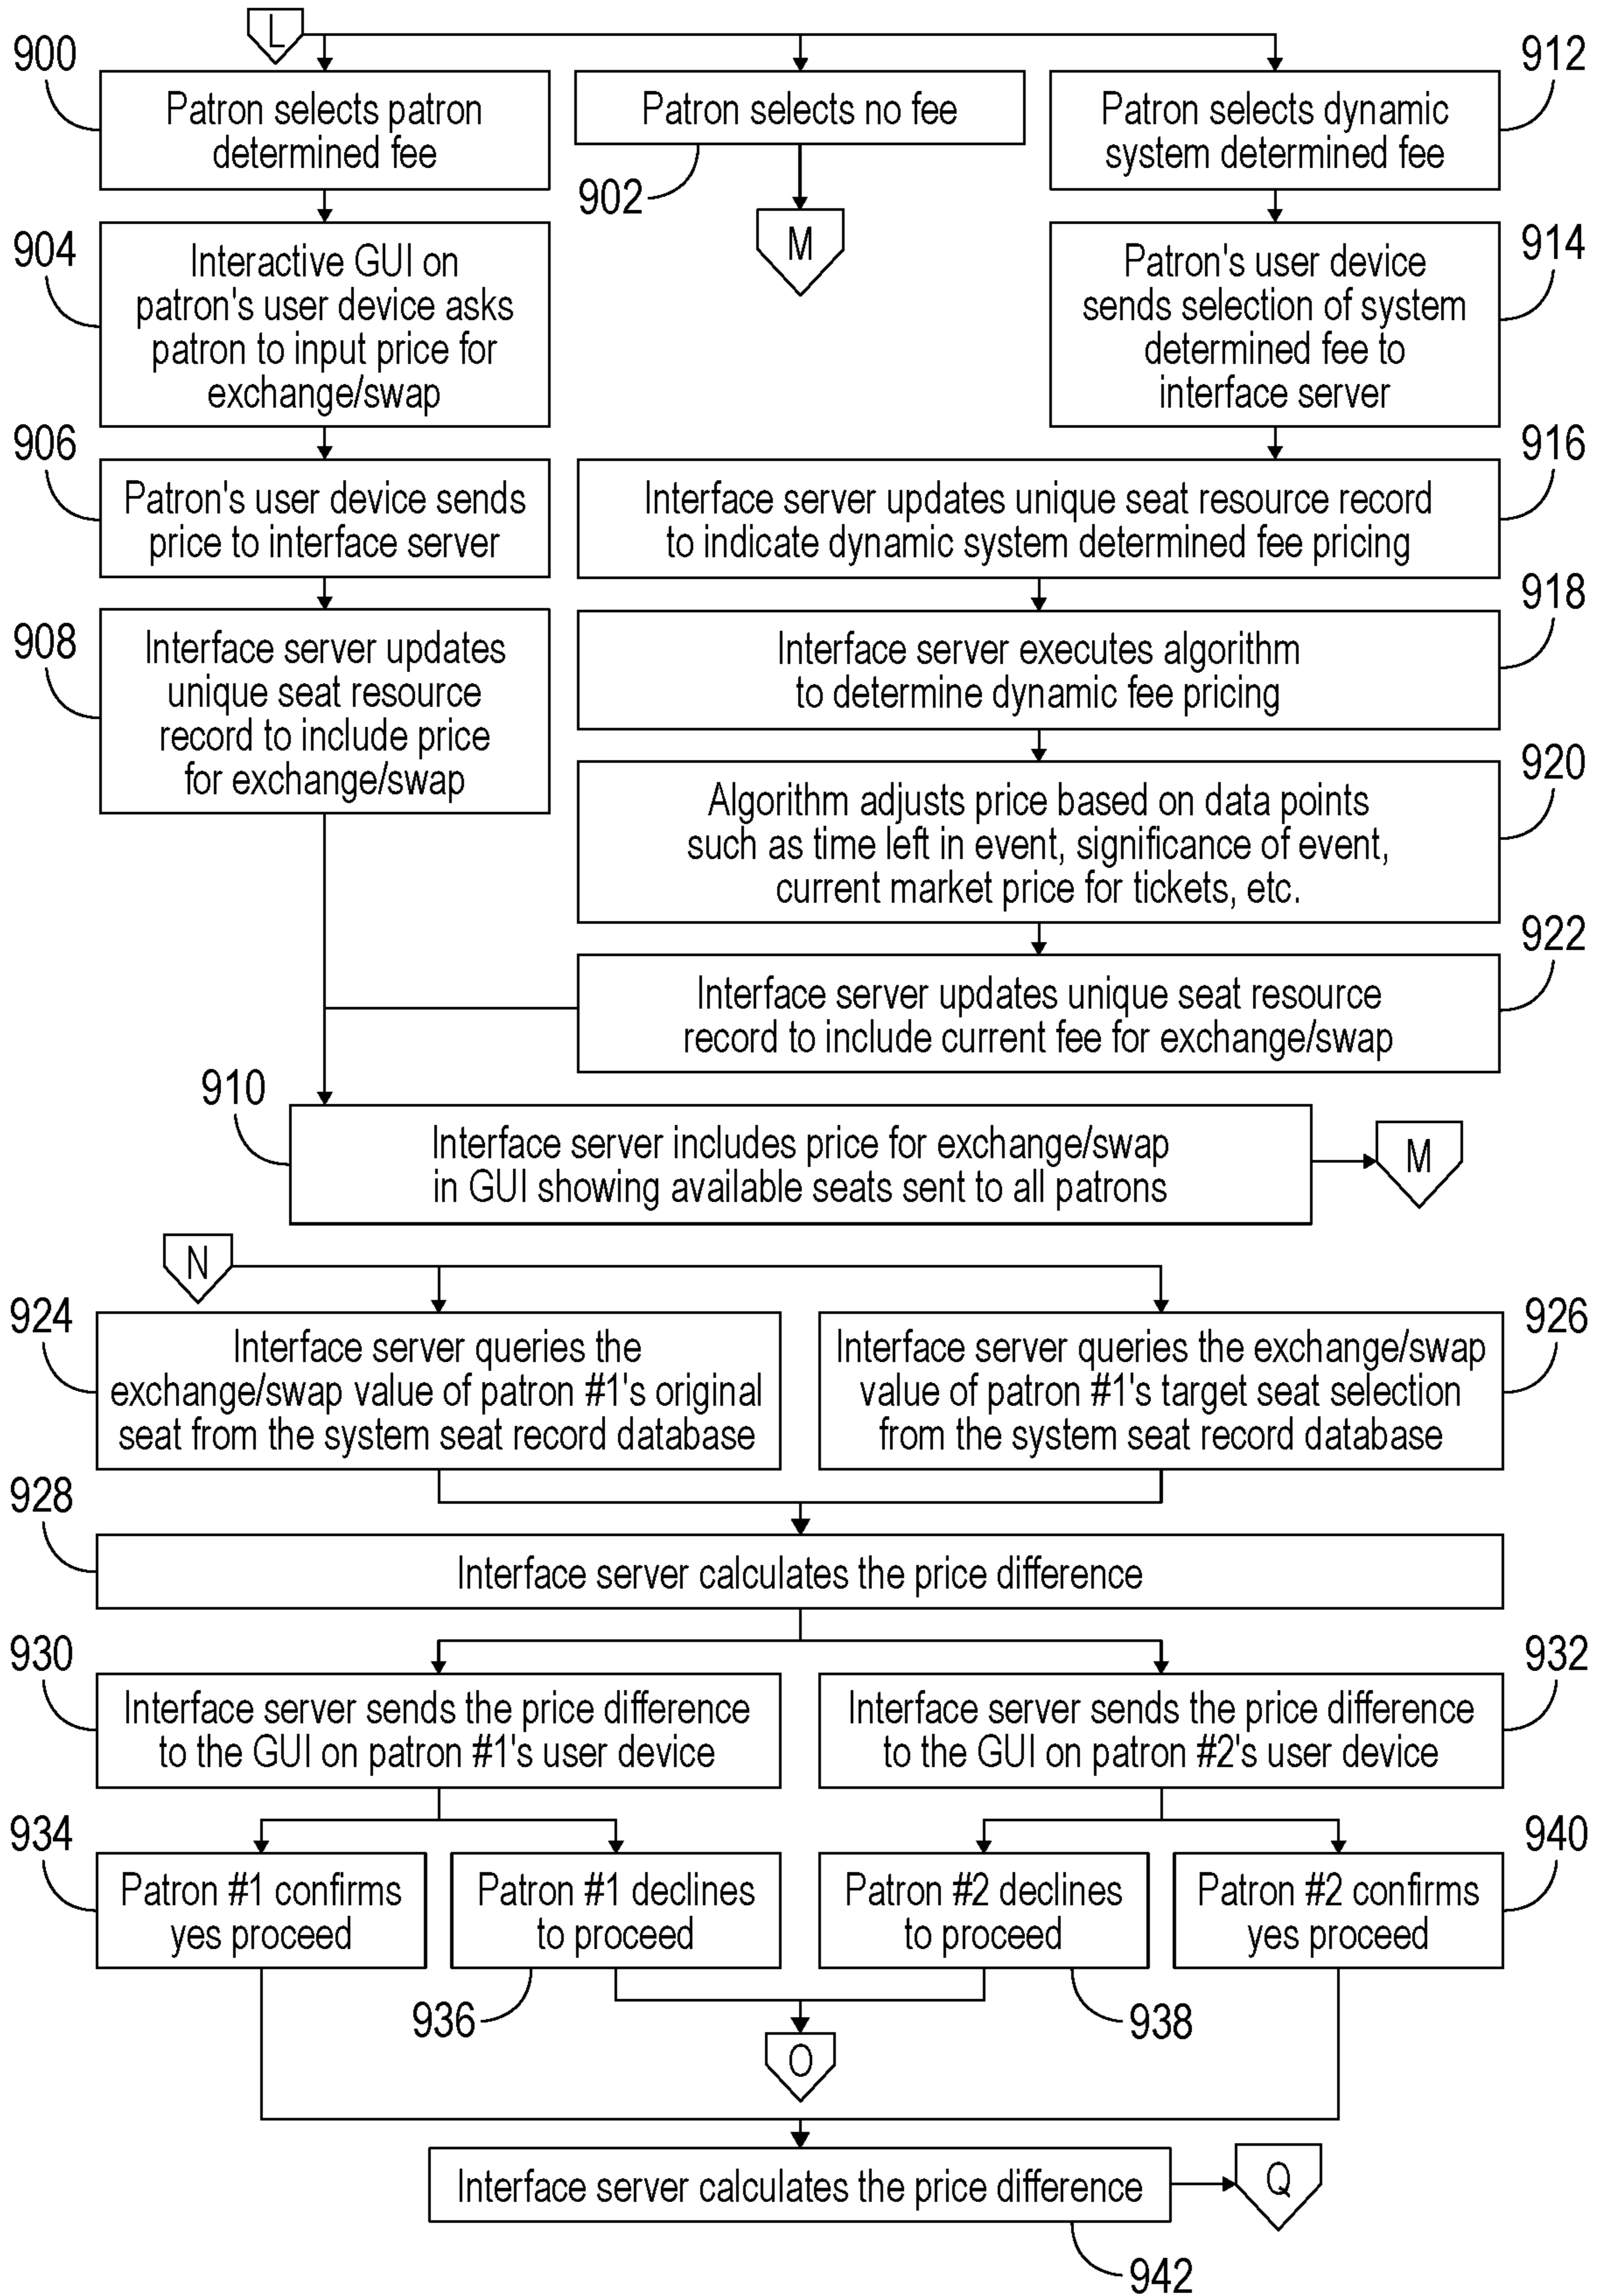 L
900
Patron selects patron
determined fee
902
Patron selects no fee
M
912
Patron selects dynamic
system determined fee
904
Interactive GUI on
patron's user device asks
patron to input price for
exchange/swap
914
Patron's user device
sends selection of system
determined fee to
interface server
906
Patron's user device sends
price to interface server
916
Interface server updates unique seat resource record
to indicate dynamic system determined fee pricing
908
Interface server updates
unique seat resource
record to include price
for exchange/swap
918
Interface server executes algorithm
to determine dynamic fee pricing
920
Algorithm adjusts price based on data points
such as time left in event, significance of event,
current market price for tickets, etc.
922
Interface server updates unique seat resource
record to include current fee for exchange/swap
910
Interface server includes price for exchange/swap
in GUI showing available seats sent to all patrons
M
N
924
Interface server queries the
exchange/swap value of patron #1's original
seat from the system seat record database
926
Interface server queries the exchange/swap
value of patron #1's target seat selection
from the system seat record database
928
Interface server calculates the price difference
930
Interface server sends the price difference
to the GUI on patron #1's user device
932
Interface server sends the price difference
to the GUI on patron #2's user device
934
Patron #1 confirms
yes proceed
Patron #1 declines
to proceed
936
Patron #2 declines
to proceed
938
940
Patron #2 confirms
yes proceed
O
Interface server calculates the price difference
Q
942